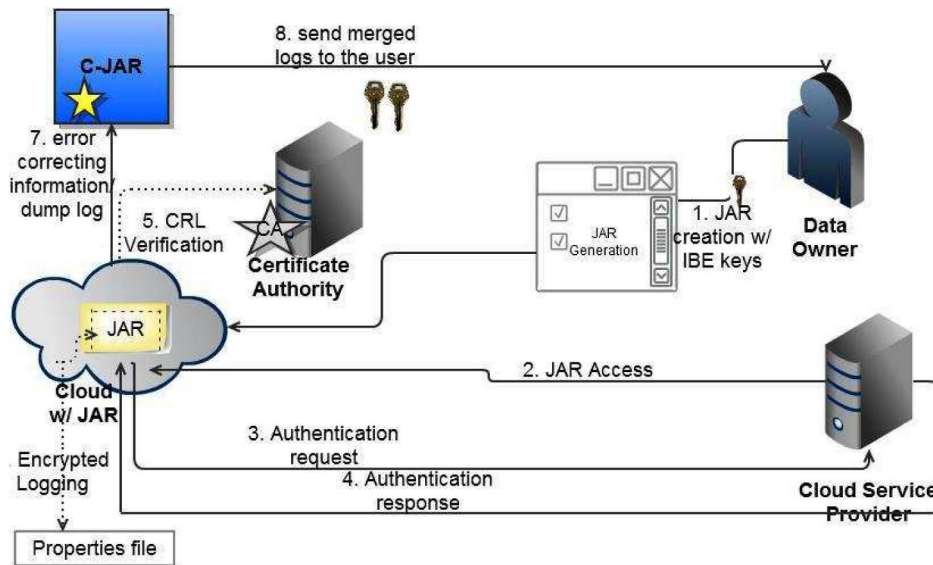 8. send merged
logs to the user
C-JAR
7. error
correcting
information/
dump log
5. CRL
Verification
CA
Certificate
Authority
JAR
Generation
1. JAR
creation w/
IBE keys
Data
Owner
JAR
Cloud
w/ JAR
2. JAR Access
3. Authentication
request
4. Authentication
response
Encrypted
Logging
Cloud Service
Provider
Properties file